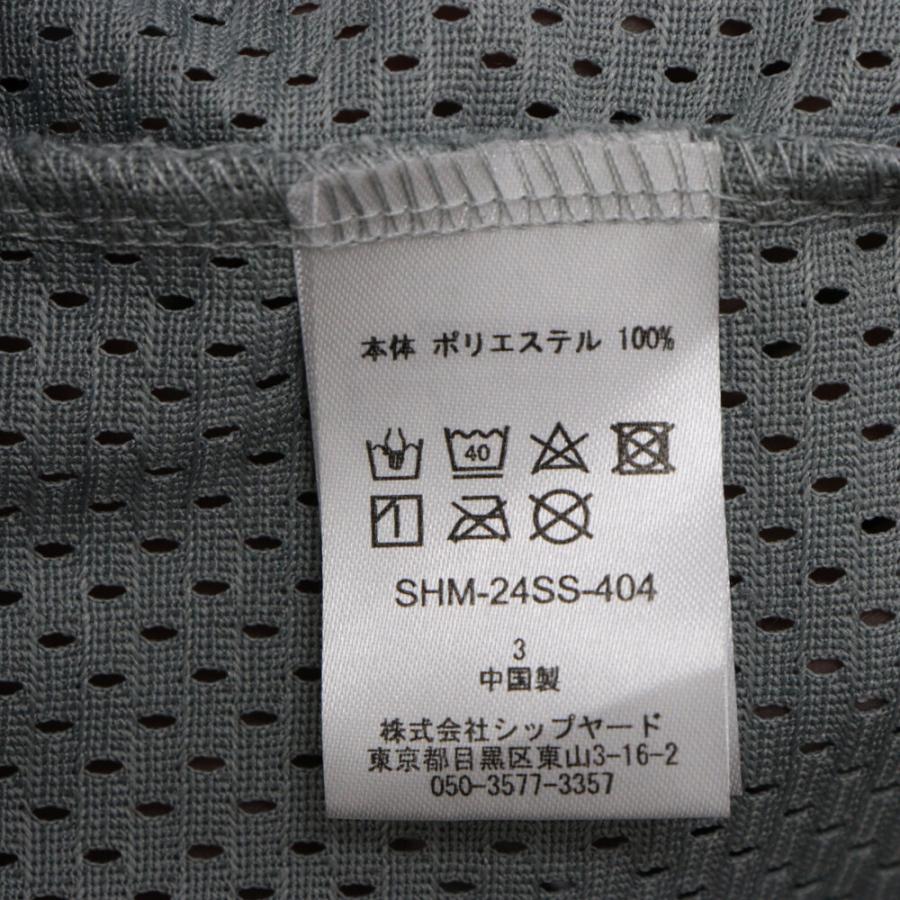 本体 ポリエステル 100%
40
SHM-24SS-404
3
中国製
株式会社シップヤード
東京都目黒区東山3-16-2
050-3577-3357